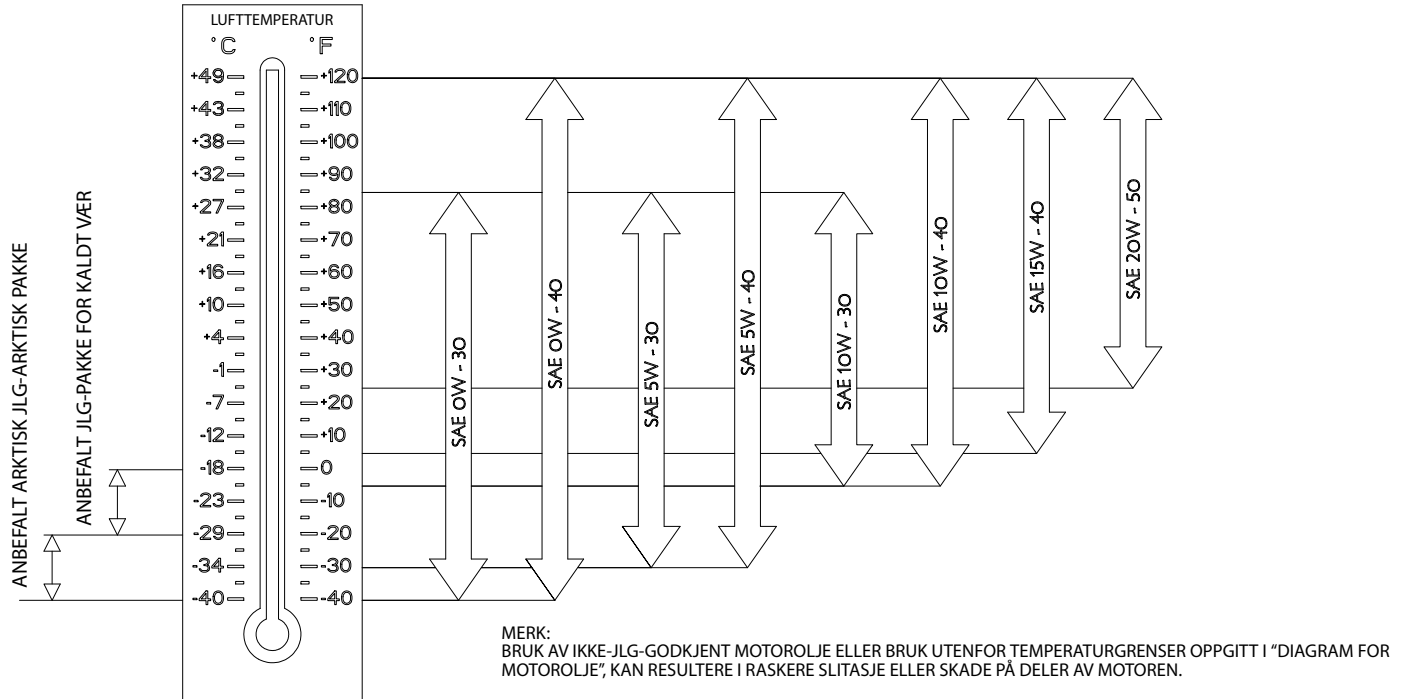 LUFTTEMPERATUR
°C °F
+49 +120
+43 +110
+38 +100
+32 +90
+27 +80
+21 +70
+16 +60
+10 +50
+4 +40
-1 +30
-7 +20
-12 +10
-18 0
-23 -10
-29 -20
-34 -30
-40 -40
ANBEFALT ARKTISK JLG-ARKTISK PAKKE
ANBEFALT JLG-PAKKE FOR KALDT VÆR
SAE 0W - 30
SAE 0W - 40
SAE 5W - 30
SAE 5W - 40
SAE 10W - 30
SAE 10W - 40
SAE 15W - 40
SAE 20W - 50
MERK:
BRUK AV IKKE-JLG-GODKJENT MOTOROLJE ELLER BRUK UTENFOR TEMPERATURGRENSER OPPGITT I “DIAGRAM FOR
MOTOROLJE”, KAN RESULTERE I RASKERE SLITASJE ELLER SKADE PÅ DELER AV MOTOREN.